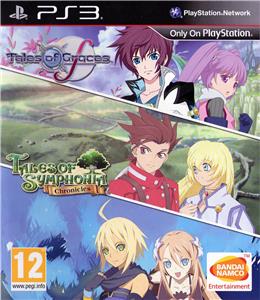 PS3
PlayStation Network
Only On PlayStation®
Tales of Graces f
TALES OF
SYMPHONIA
Chronicles
12
www.pegi.info
BANDAI
NAMCO
Entertainment